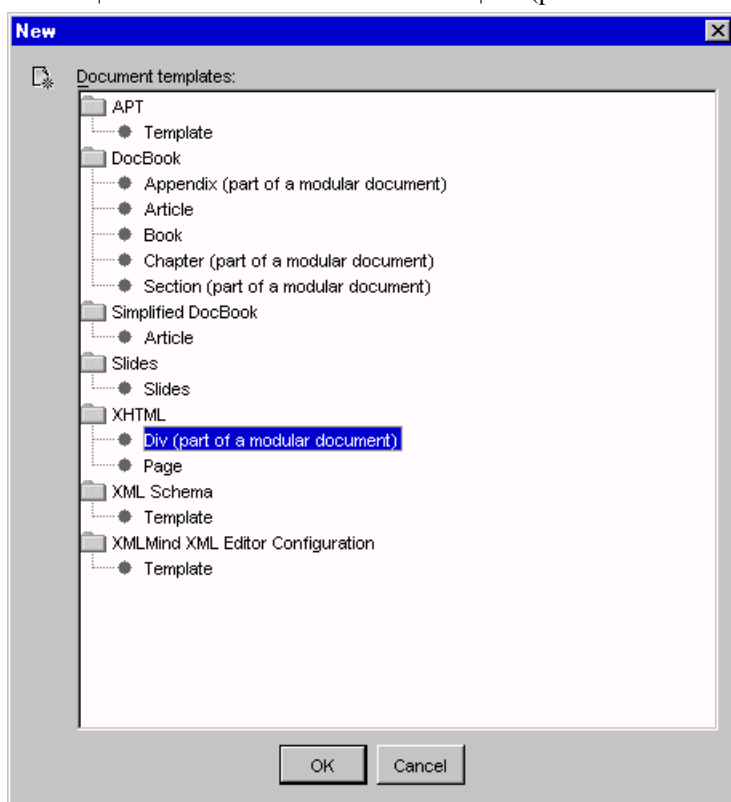 New
Document templates:
APT
Template
DocBook
Appendix (part of a modular document)
Article
Book
Chapter (part of a modular document)
Section (part of a modular document)
Simplified DocBook
Article
Slides
Slides
XHTML
Div (part of a modular document)
Page
XML Schema
Template
XMLMind XML Editor Configuration
Template
OK Cancel